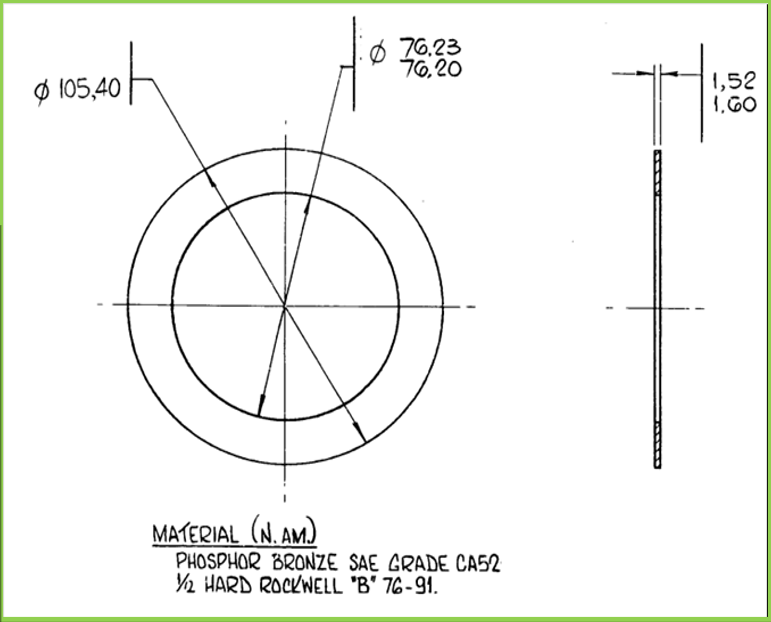 Ø 105,40
Ø 76.23
76.20
1,52
1.60
MATERIAL (N.AM.)
PHOSPHOR BRONZE SAE GRADE CA52
1/2 HARD ROCKWELL "B" 76-91.